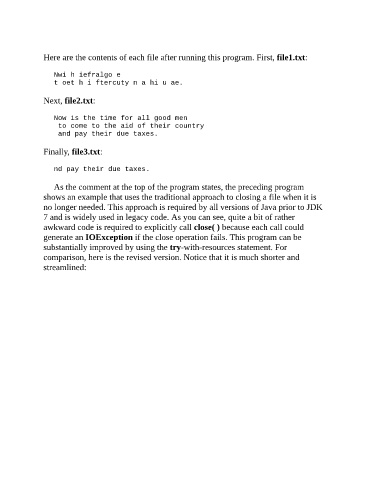 Here are the contents of each file after running this program. First, file1.txt:
Nwi h iefralgo e
t oet h i ftercuty n a hi u ae.
Next, file2.txt:
Now is the time for all good men
to come to the aid of their country
and pay their due taxes.
Finally, file3.txt:
nd pay their due taxes.
As the comment at the top of the program states, the preceding program
shows an example that uses the traditional approach to closing a file when it is
no longer needed. This approach is required by all versions of Java prior to JDK
7 and is widely used in legacy code. As you can see, quite a bit of rather
awkward code is required to explicitly call close( ) because each call could
generate an IOException if the close operation fails. This program can be
substantially improved by using the try-with-resources statement. For
comparison, here is the revised version. Notice that it is much shorter and
streamlined: